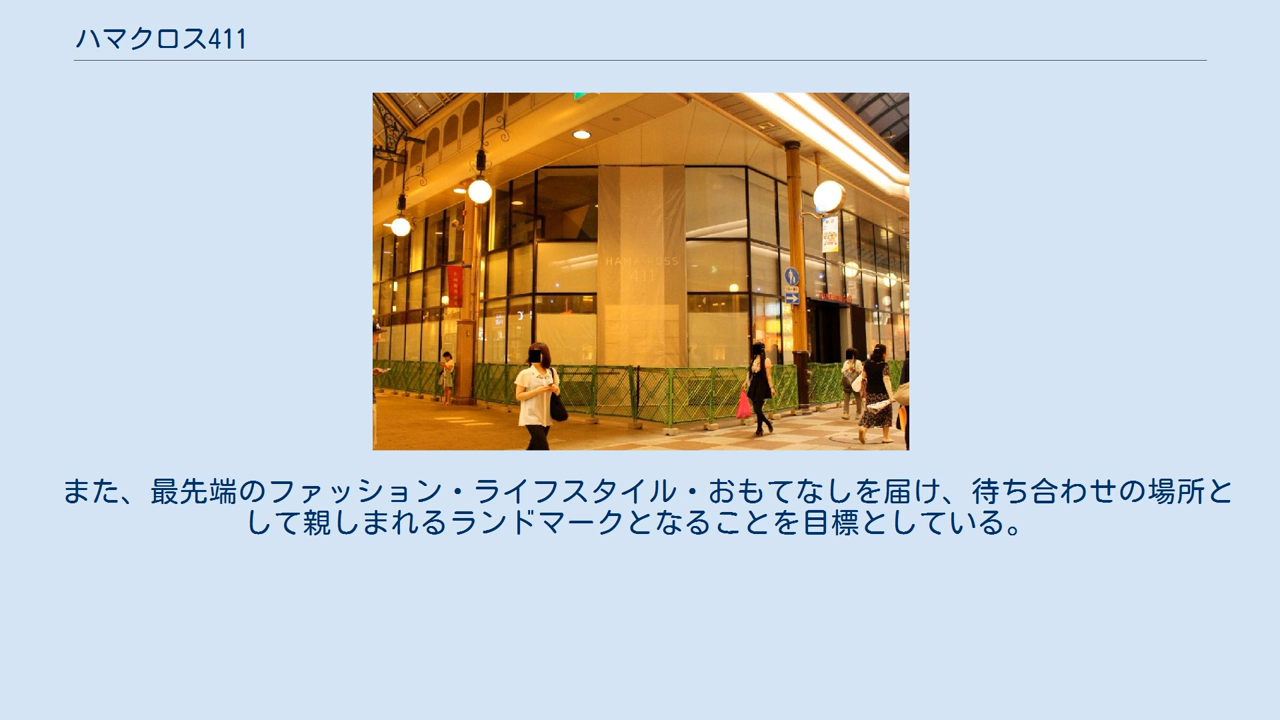 ハマクロス411
411
また、最先端のファッション・ライフスタイル・おもてなしを届け、待ち合わせの場所と
して親しまれるランドマークとなることを目標としている。